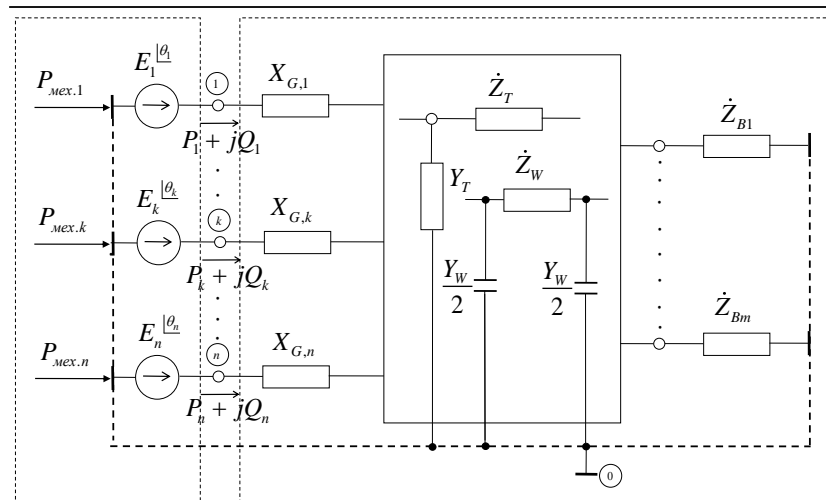 P_мех.1 E_1^|θ_1 1 X_G,1
P_1 + jQ_1
Ż_T
Ż_B1
Y_T Ż_W
P_мех.k E_k^|θ_k k X_G,k
P_k + jQ_k
Y_W/2 Y_W/2
P_мех.n E_n^|θ_n n X_G,n
P_n + jQ_n
Ż_Bm
0